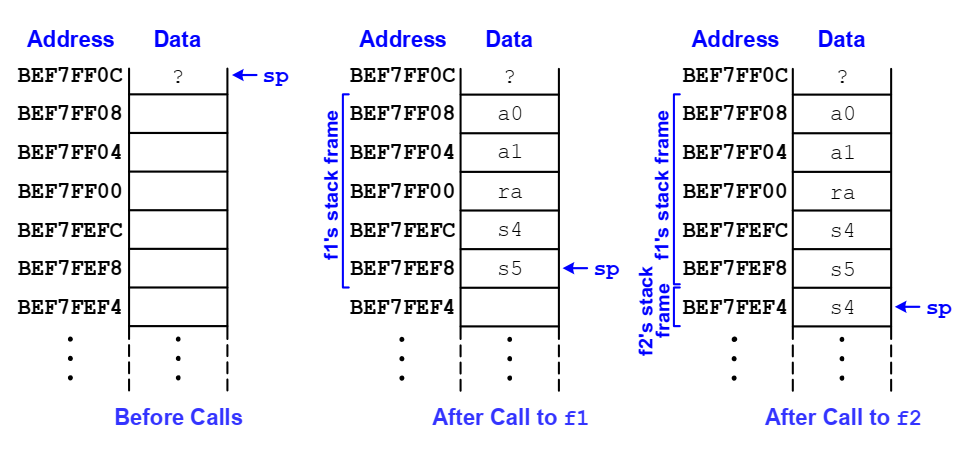 Address Data
BEF7FF0C ? sp
BEF7FF08
BEF7FF04
BEF7FF00
BEF7FEFC
BEF7FEF8
BEF7FEF4
Before Calls
Address Data
BEF7FF0C ?
BEF7FF08 a0
BEF7FF04 a1
BEF7FF00 ra
BEF7FEFC s4
BEF7FEF8 s5 sp
BEF7FEF4
f1's stack frame
After Call to f1
Address Data
BEF7FF0C ?
BEF7FF08 a0
BEF7FF04 a1
BEF7FF00 ra
BEF7FEFC s4
BEF7FEF8 s5
BEF7FEF4 s4 sp
f1's stack frame
f2's stack
frame
After Call to f2